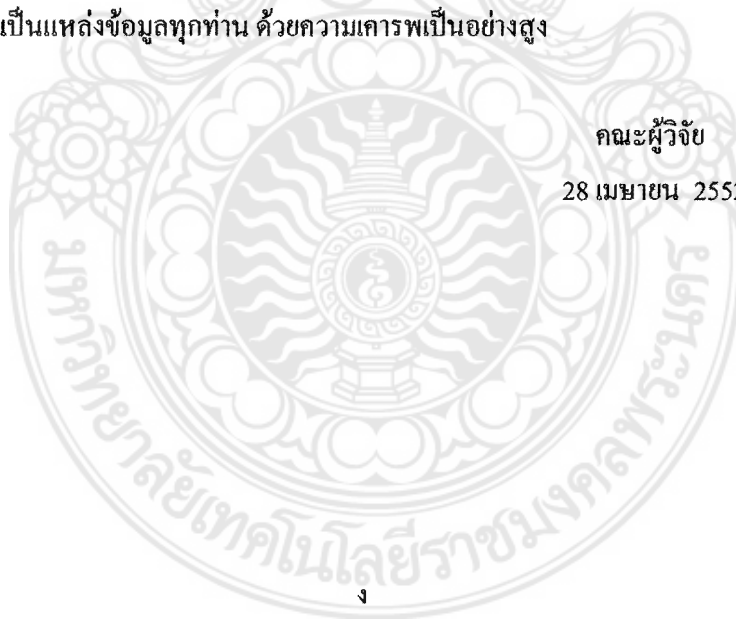 เป็นแหล่งข้อมูลทุกท่าน ด้วยความเคารพเป็นอย่างสูง
คณะผู้วิจัย
28 เมษายน 255
มหาวิทยาลัยเทคโนโลยีราชมงคลพระนคร
ง